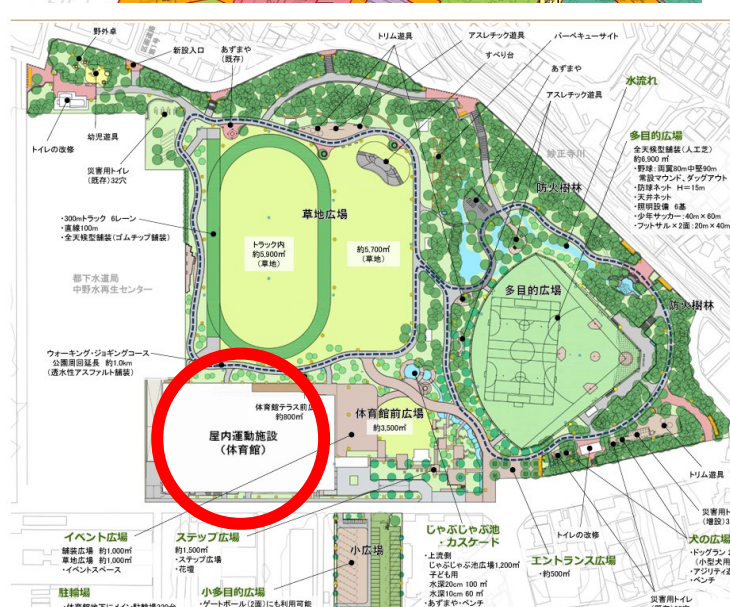 野外卓
区画道路
第1号
新設入口
あずまや
(既存)
トリム遊具
アスレチック遊具
すべり台
バーベキューサイト
あずまや
アスレチック遊具
水流れ
トイレの改修
幼児遊具
災害用トイレ
(既存)32穴
妙正寺川
多目的広場
全天候型舗装(人工芝)
約6,900㎡
・野球:両翼80m中堅90m
常設マウンド、ダッグアウト
・防球ネット H=15m
・天井ネット
・照明設備 6基
・少年サッカー:40m×60m
・フットサル×2面:20m×40m
防火樹林
・300mトラック 6レーン
・直線100m
・全天候型舗装(ゴムチップ舗装)
草地広場
トラック内
約5,900㎡
(草地)
約5,700㎡
(草地)
都下水道局
中野水再生センター
多目的広場
防火樹林
ウォーキング・ジョギングコース
公園周回延長 約1.0km
(透水性アスファルト舗装)
体育館テラス前広
約800㎡
屋内運動施設
(体育館)
体育館前広場
約3,500㎡
トリム遊具
災害用ト
(増設)3
イベント広場
舗装広場 約1,000㎡
草地広場 約1,000㎡
・イベントスペース
ステップ広場
約1,500㎡
・ステップ広場
・花壇
小広場
じゃぶじゃぶ池
・カスケード
・上流側
じゃぶじゃぶ池広場1,200㎡
子ども用
水深20cm 100㎡
水深10cm 60㎡
・あずまや・ベンチ
エントランス広場
・約500㎡
トイレの改修
犬の広場
・ドッグラン 2
(小型犬用
・アジリティ遊
・ベンチ
災害用トイレ
駐輪場
小多目的広場
・ゲートボール(2面)にも利用可能